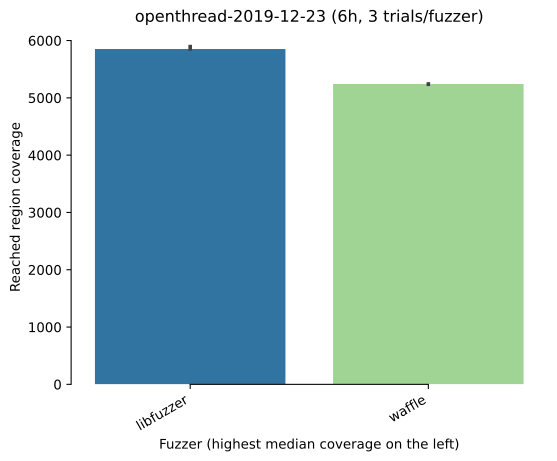 openthread-2019-12-23 (6h, 3 trials/fuzzer)
6000
5000
4000
3000
2000
1000
0
Reached region coverage
libfuzzer
waffle
Fuzzer (highest median coverage on the left)